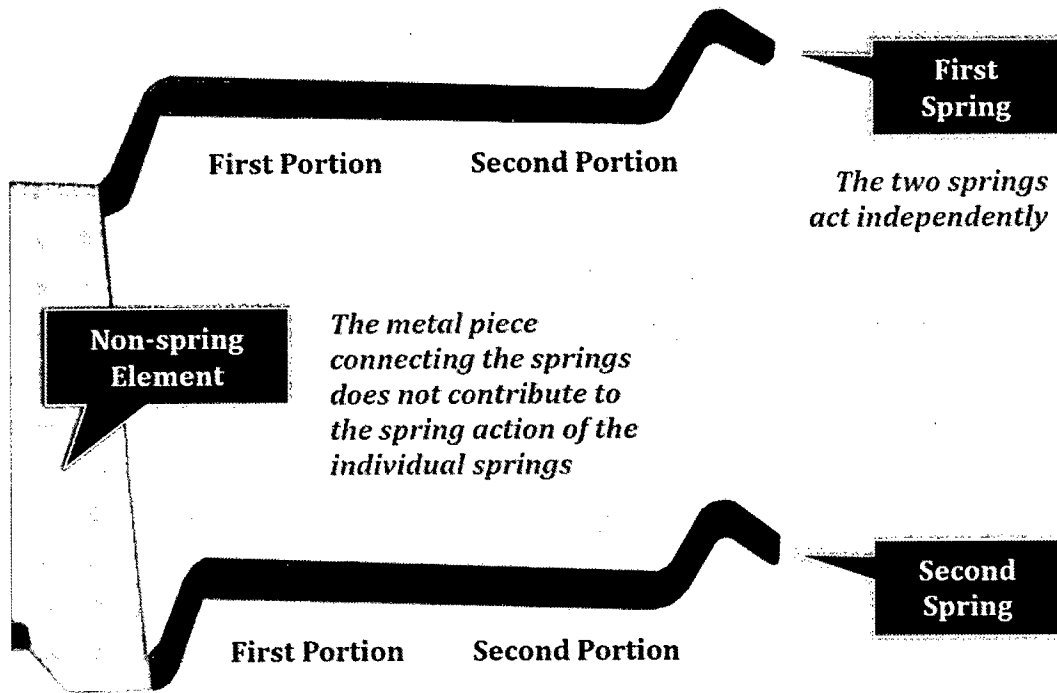 First
Spring
First Portion
Second Portion
The two springs
act independently
Non-spring
Element
The metal piece
connecting the springs
does not contribute to
the spring action of the
individual springs
Second
Spring
First Portion
Second Portion